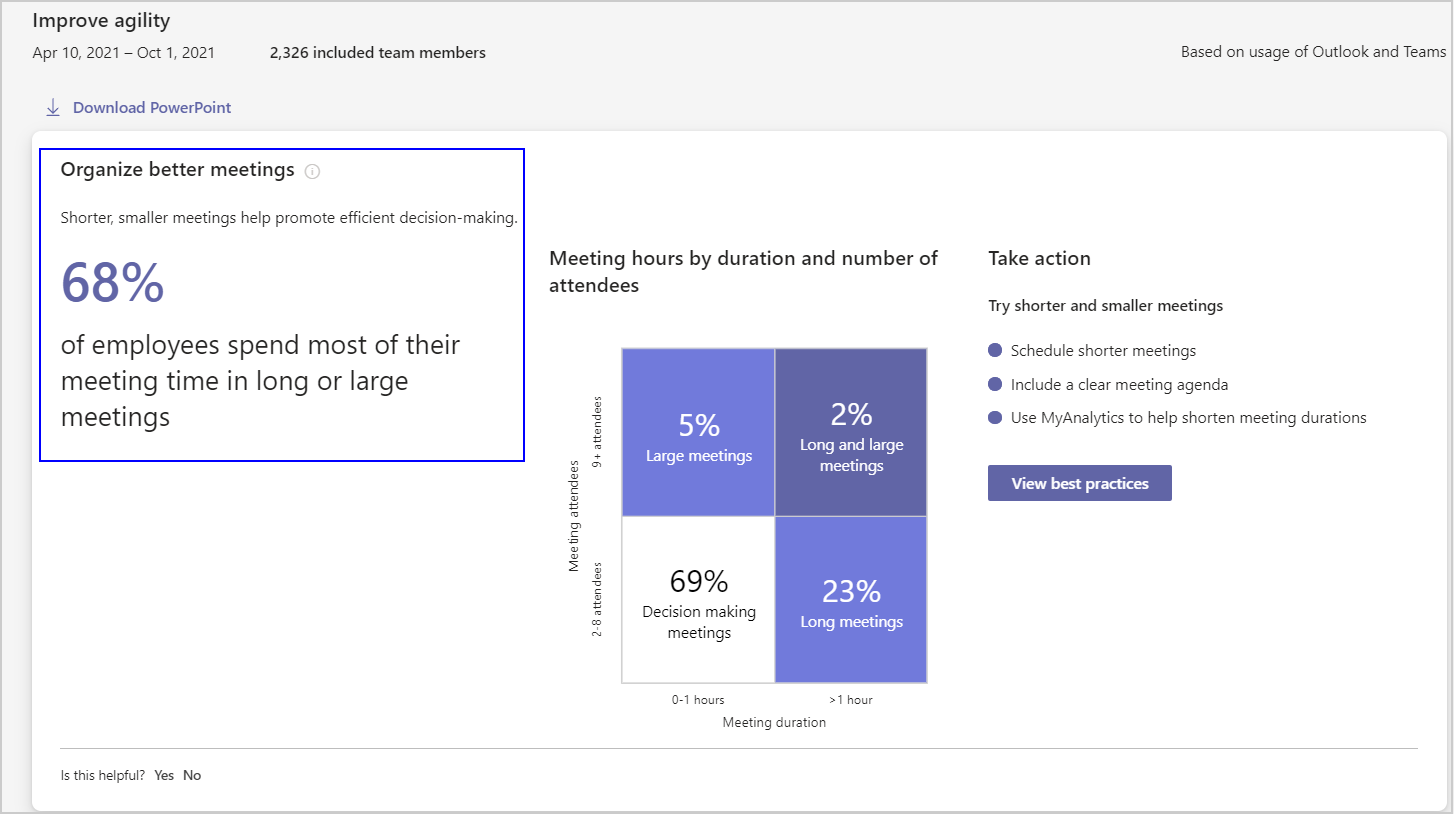 Improve agility
Apr 10, 2021 – Oct 1, 2021
2,326 included team members
Based on usage of Outlook and Teams
Download PowerPoint
Organize better meetings
Shorter, smaller meetings help promote efficient decision-making.
68%
of employees spend most of their
meeting time in long or large
meetings
Meeting hours by duration and number of
attendees
Meeting attendees
9+ attendees
2-8 attendees
5%
Large meetings
2%
Long and large
meetings
69%
Decision making
meetings
23%
Long meetings
0-1 hours
>1 hour
Meeting duration
Take action
Try shorter and smaller meetings
Schedule shorter meetings
Include a clear meeting agenda
Use MyAnalytics to help shorten meeting durations
View best practices
Is this helpful? Yes No